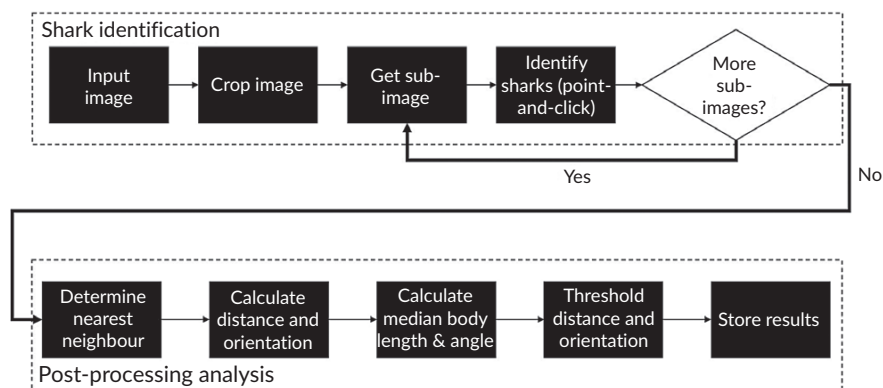 Shark identification
Input
image
Crop image
Get sub-
image
Identify
sharks (point-
and-click)
More
sub-
images?
Yes
No
Determine
nearest
neighbour
Calculate
distance and
orientation
Calculate
median body
length & angle
Threshold
distance and
orientation
Store results
Post-processing analysis